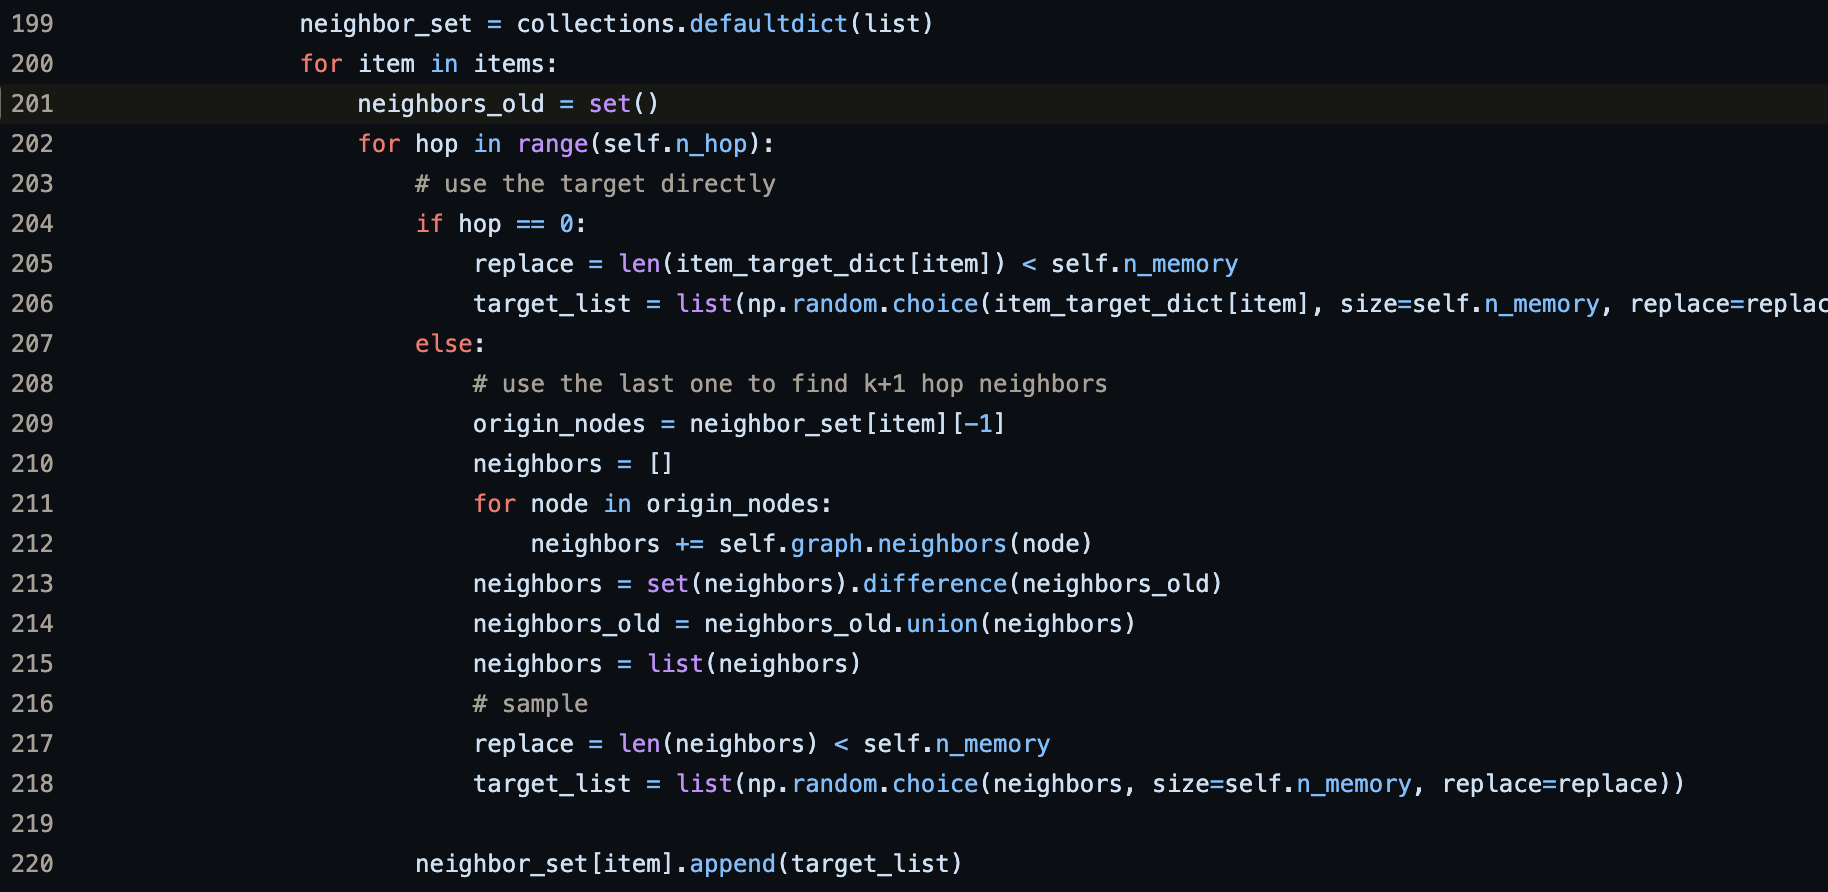 199 neighbor_set = collections.defaultdict(list)
200 for item in items:
201 neighbors_old = set()
202 for hop in range(self.n_hop):
203 # use the target directly
204 if hop == 0:
205 replace = len(item_target_dict[item]) < self.n_memory
206 target_list = list(np.random.choice(item_target_dict[item], size=self.n_memory, replace=replac
207 else:
208 # use the last one to find k+1 hop neighbors
209 origin_nodes = neighbor_set[item][-1]
210 neighbors = []
211 for node in origin_nodes:
212 neighbors += self.graph.neighbors(node)
213 neighbors = set(neighbors).difference(neighbors_old)
214 neighbors_old = neighbors_old.union(neighbors)
215 neighbors = list(neighbors)
216 # sample
217 replace = len(neighbors) < self.n_memory
218 target_list = list(np.random.choice(neighbors, size=self.n_memory, replace=replace))
219
220 neighbor_set[item].append(target_list)